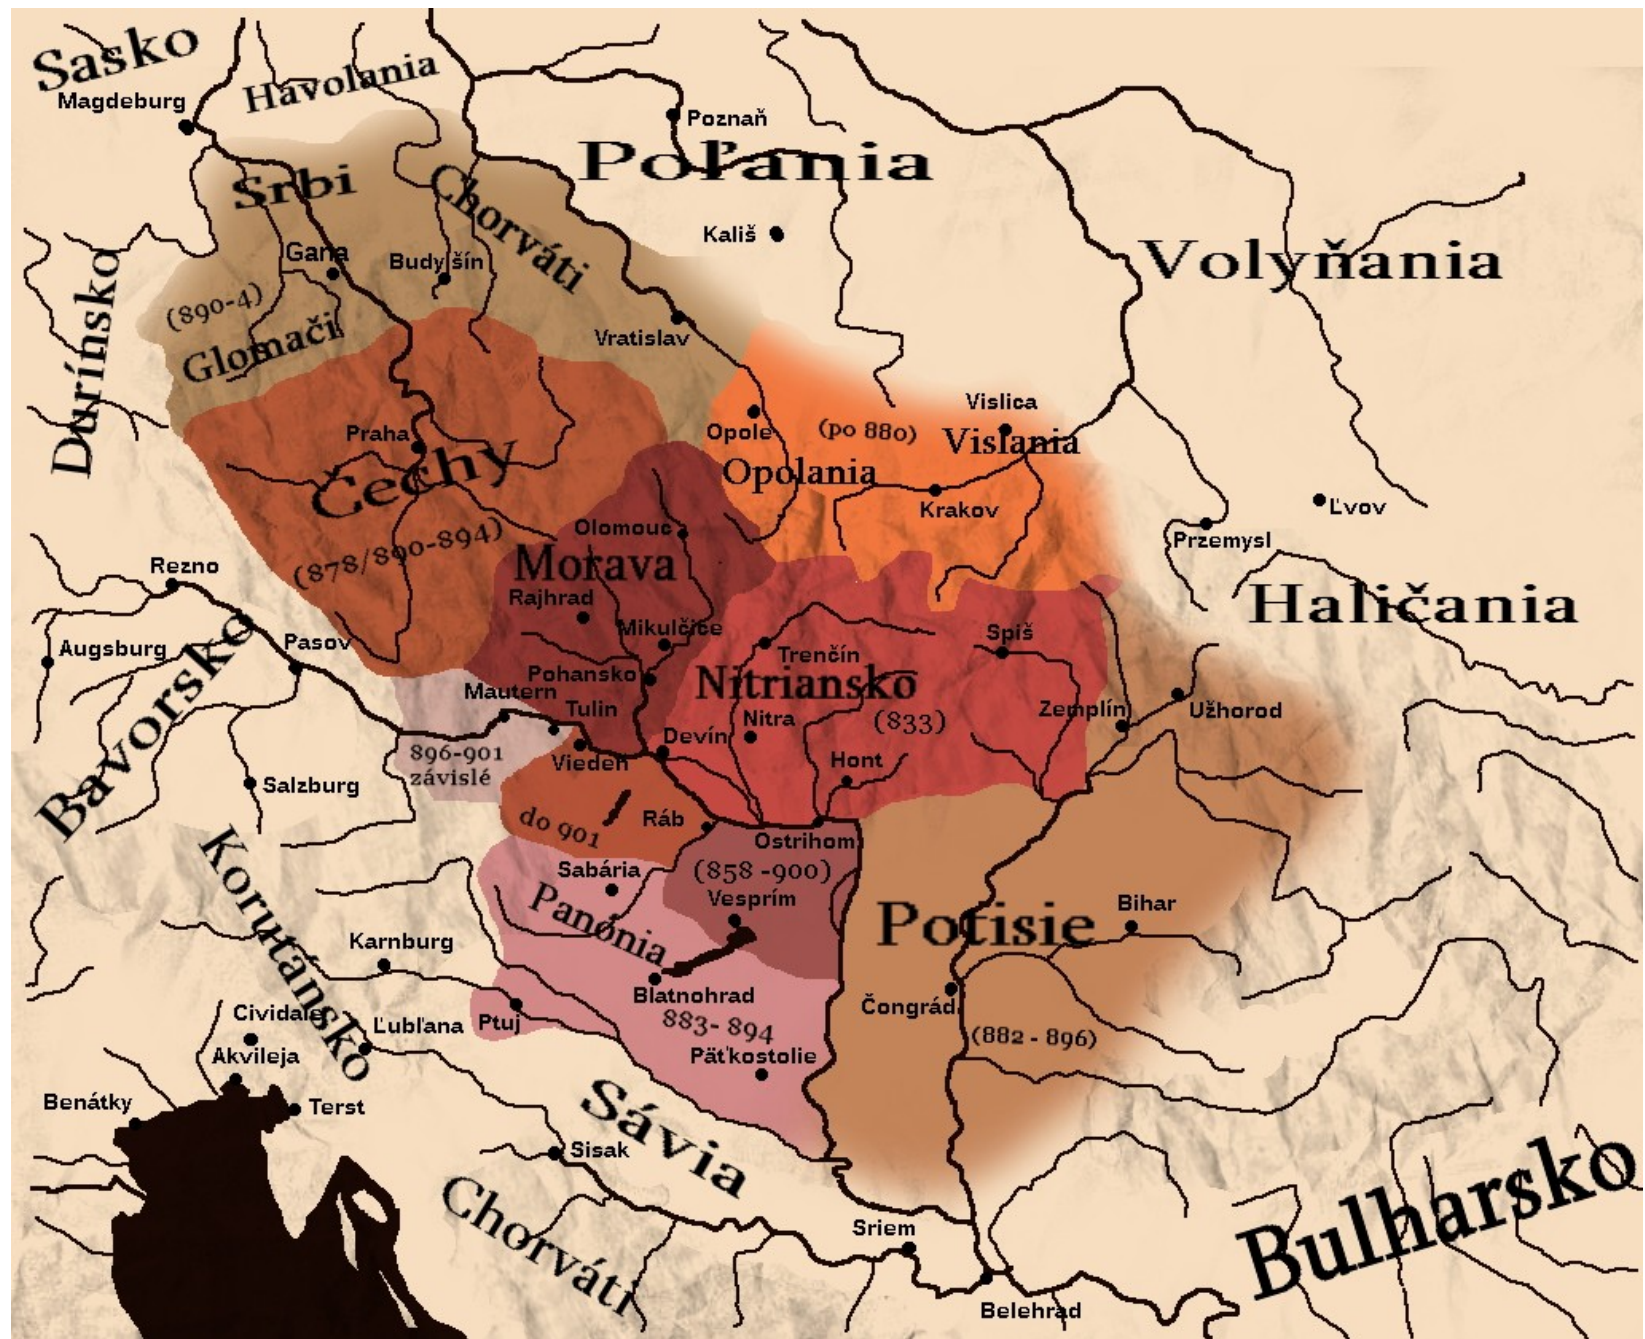 Sasko
Havolania
Magdeburg
Poznaň
Poľania
Srbi
Chorváti
Kališ
Gana
Budyšín
Volyňania
Durínsko
(890-4)
Glomači
Vratislav
Vislica
Praha
Opole
(po 880)
Vislania
Čechy
Opolania
Krakov
Ľvov
Olomouc
(878/890-894)
Przemysl
Morava
Rezno
Rajhrad
Haličania
Mikulčice
Augsburg
Pasov
Trenčín
Spiš
Bavorsko
Pohansko
Nitriansko
Mautern
Tulin
Nitra
(833)
Zemplín
Užhorod
Devín
896-901
závislé
Vieden
Hont
Salzburg
do 901
Ráb
Ostrihom
Korutánsko
Sabária
(858 -900)
Vesprím
Panónia
Potisie
Bihar
Karnburg
Blatnohrad
Čongrád
Cividale
Ľubľana
Ptuj
883- 894
(882 - 896)
Akvileja
Päťkostolie
Benátky
Terst
Sávia
Sisak
Chorváti
Bulharsko
Sriem
Belehrad